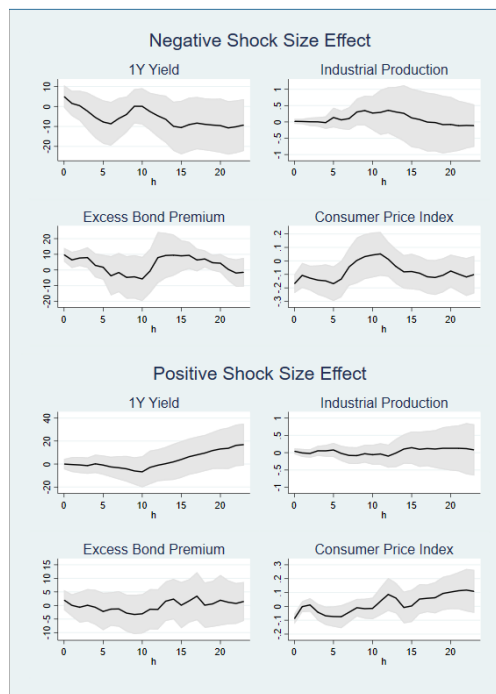 Negative Shock Size Effect
1Y Yield
10
0
-10
-20
0 5 10 15 20
h
Industrial Production
1
.5
0
-.5
-1
0 5 10 15 20
h
Excess Bond Premium
20
10
0
-10
-20
0 5 10 15 20
h
Consumer Price Index
.2
.1
0
-.1
-.2
-.3
0 5 10 15 20
h
Positive Shock Size Effect
1Y Yield
40
20
0
-20
0 5 10 15 20
h
Industrial Production
1
.5
0
-.5
-1
0 5 10 15 20
h
Excess Bond Premium
15
10
5
0
-5
-10
0 5 10 15 20
h
Consumer Price Index
.3
.2
.1
0
-.1
-.2
0 5 10 15 20
h